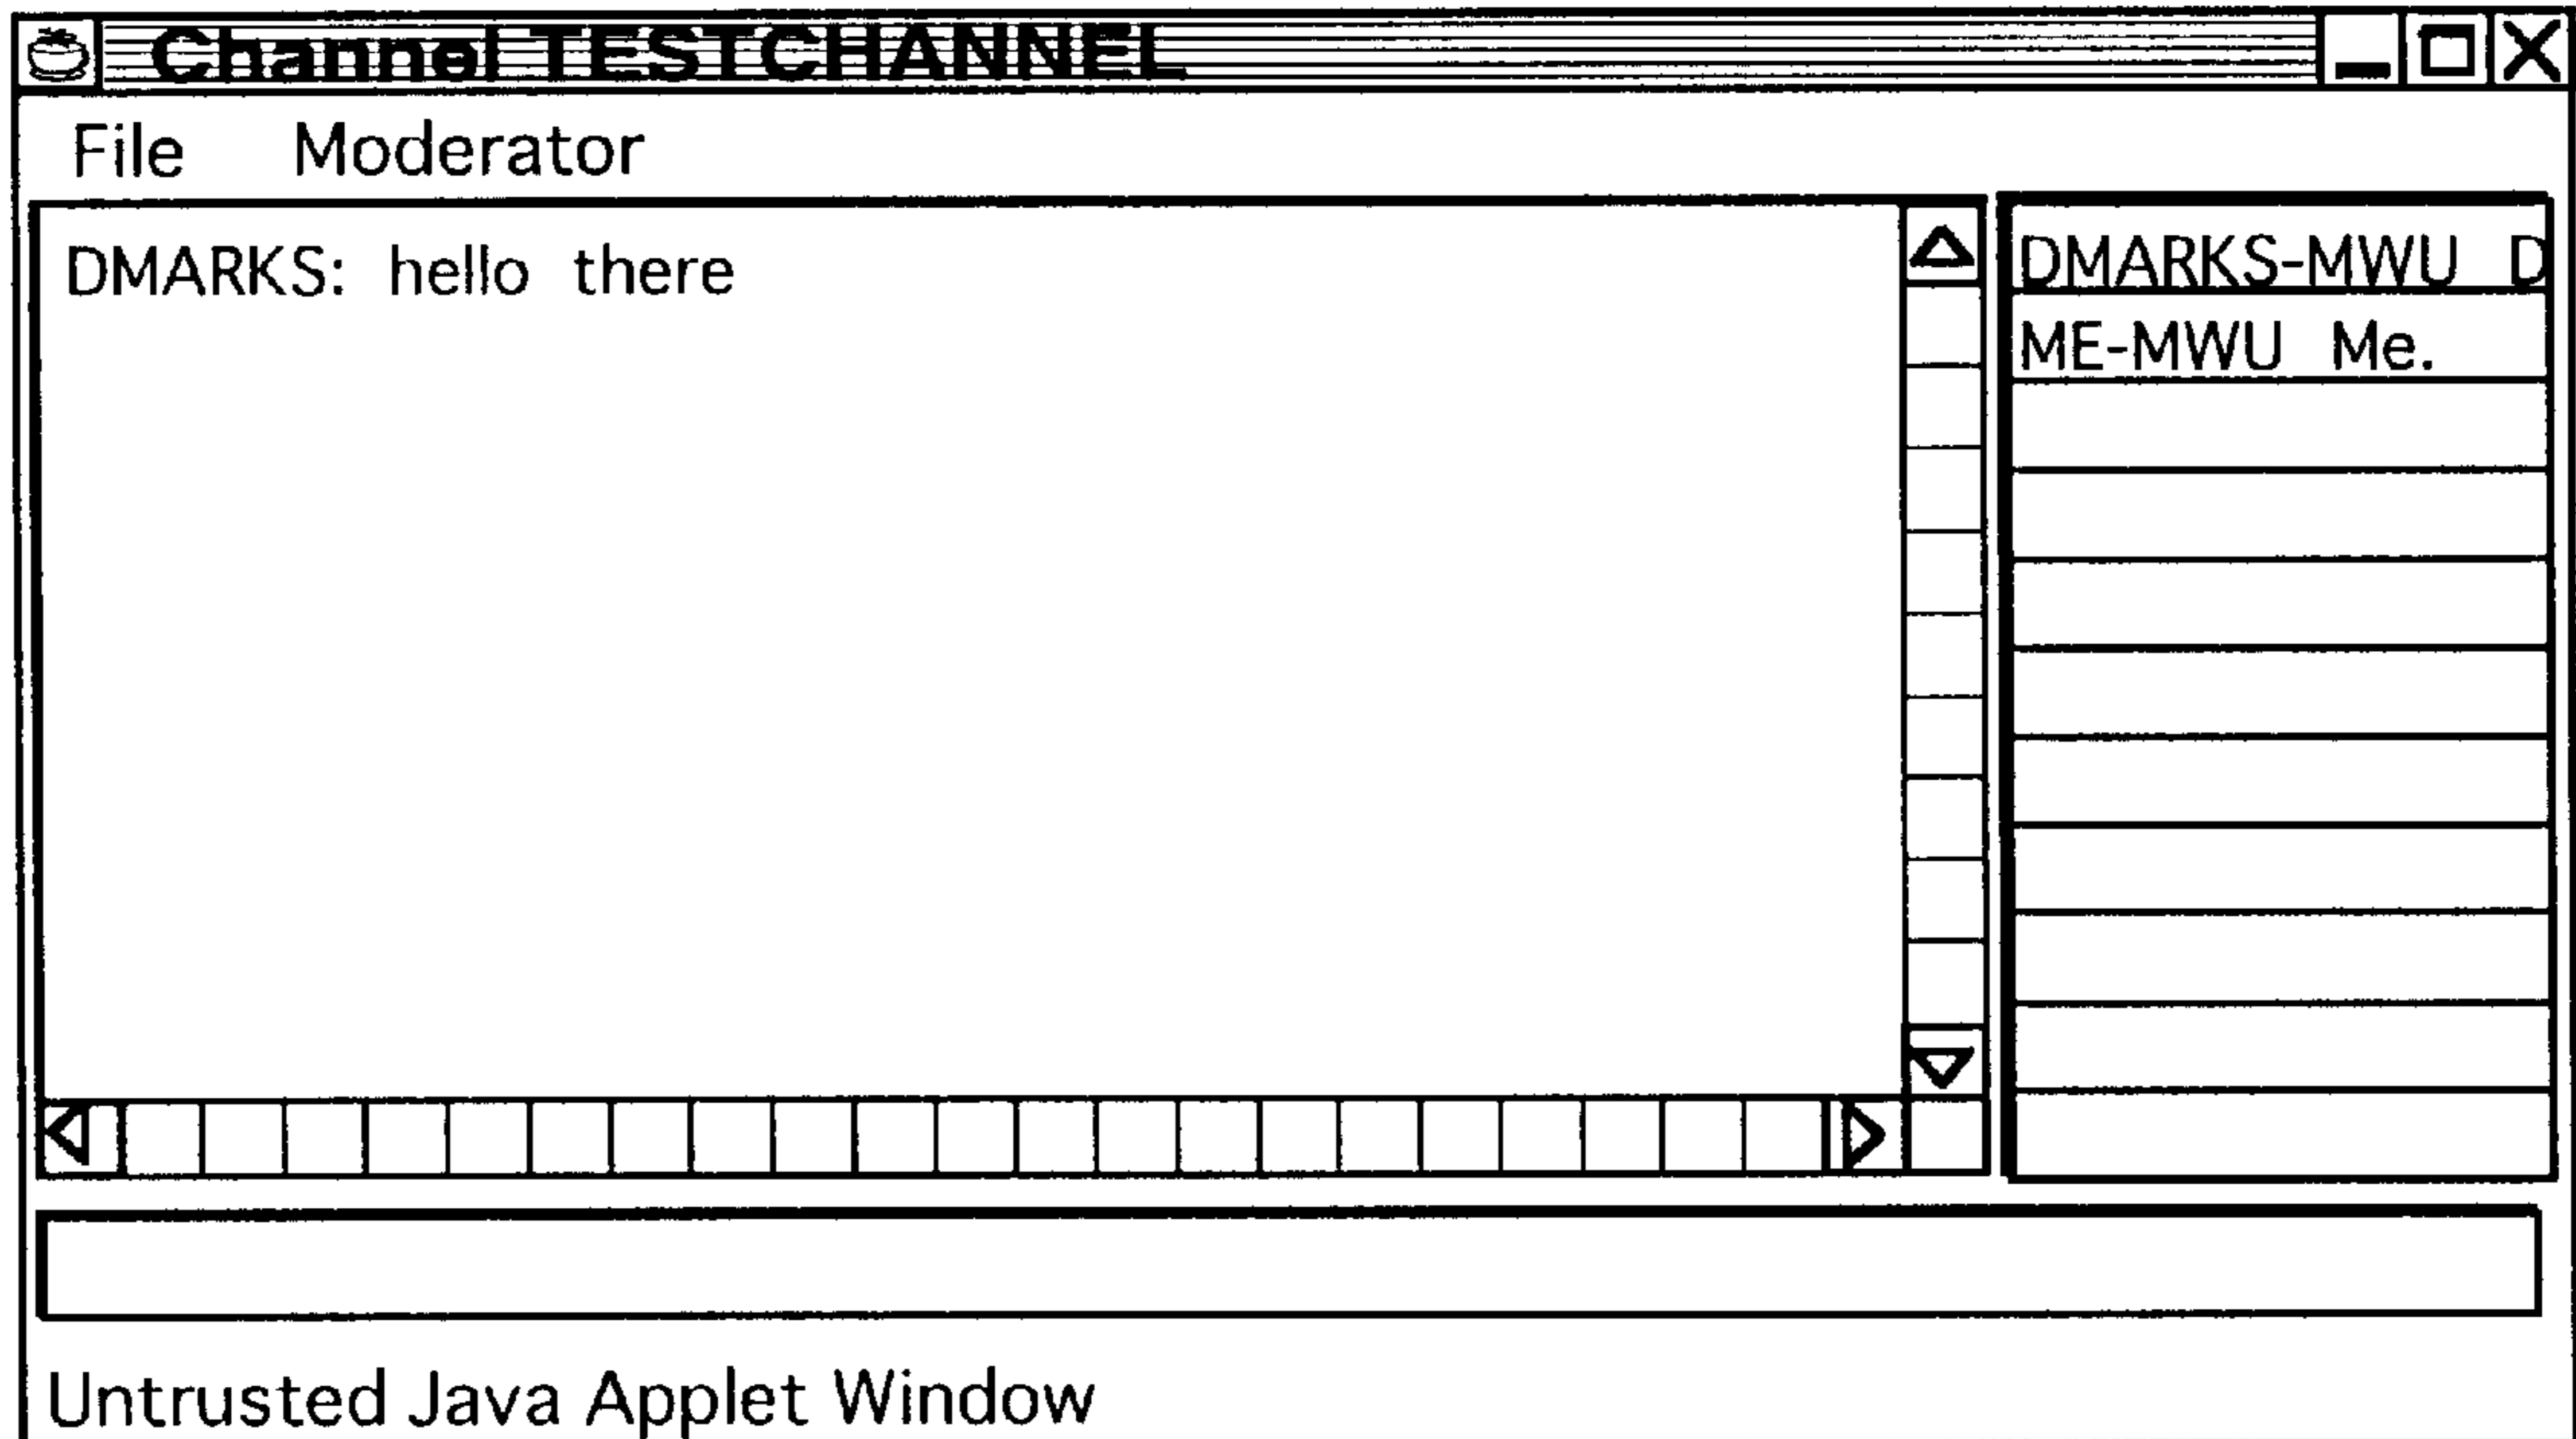 Channel TESTCHANNEL
File Moderator
DMARKS: hello there
DMARKS-MWU D
ME-MWU Me.
Untrusted Java Applet Window